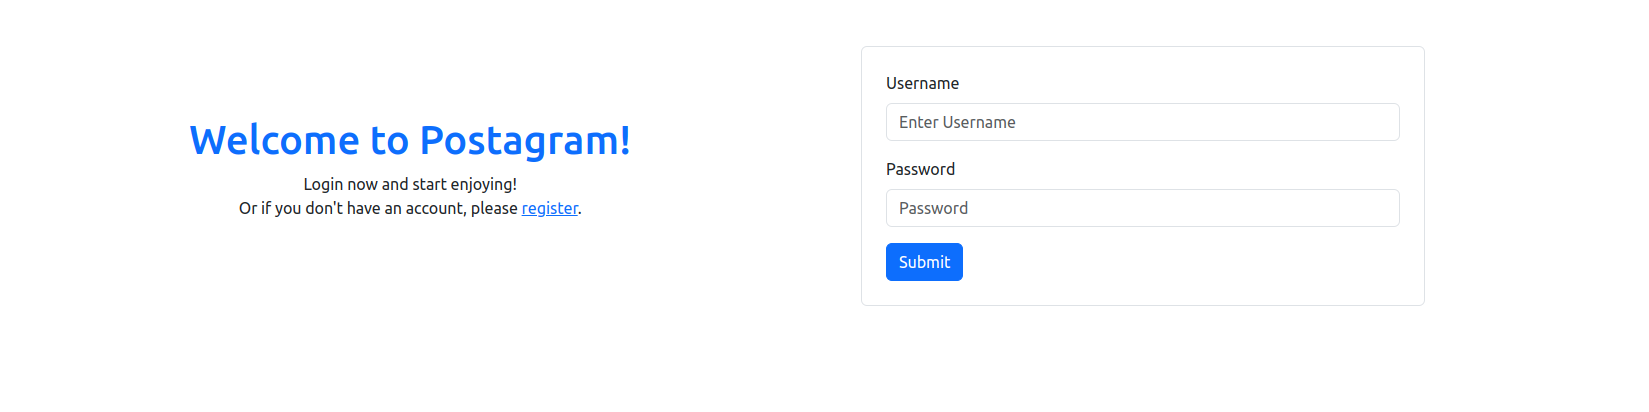 Welcome to Postagram!
Login now and start enjoying!
Or if you don't have an account, please register.
Username
Enter Username
Password
Password
Submit